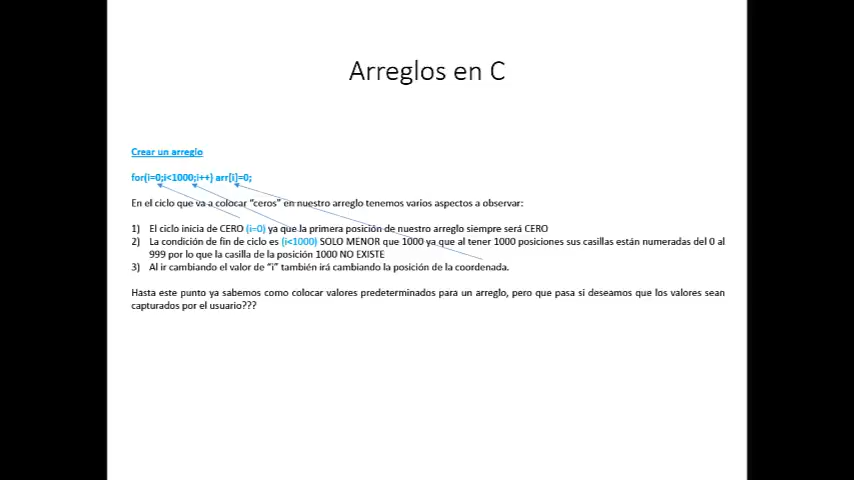 Arreglos en C
Crear un arreglo
for(i=0;i<1000;i++) arr[i]=0;
En el ciclo que va a colocar "ceros" en nuestro arreglo tenemos varios aspectos a observar:
1) El ciclo inicia de CERO (i=0) ya que la primera posición de nuestro arreglo siempre será CERO
2) La condición de fin de ciclo es (i<1000) SOLO MENOR que 1000 ya que al tener 1000 posiciones sus casillas están numeradas del 0 al
999 por lo que la casilla de la posición 1000 NO EXISTE
3) Al ir cambiando el valor de "i" también irá cambiando la posición de la coordenada.
Hasta este punto ya sabemos como colocar valores predeterminados para un arreglo, pero que pasa si deseamos que los valores sean
capturados por el usuario???